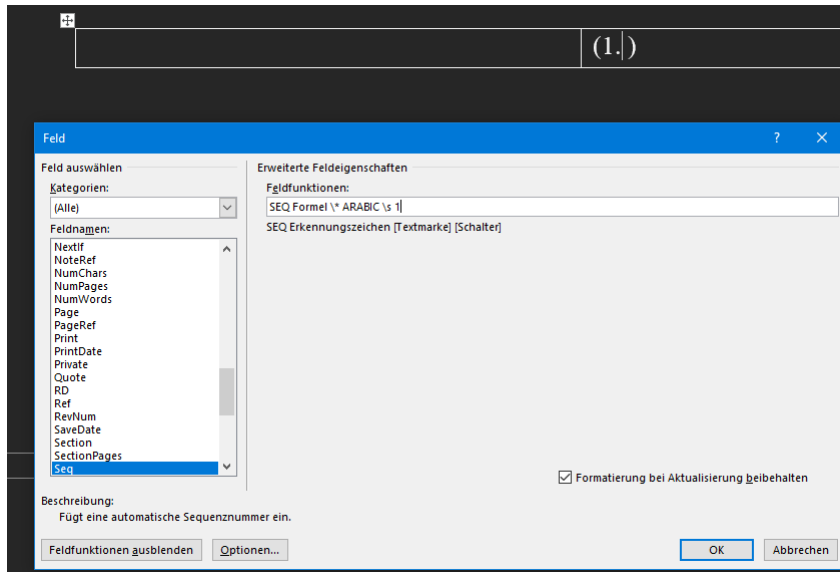 (1. )
Feld ? ×
Feld auswählen
Kategorien:
(Alle)
Feldnamen:
NextIf
NoteRef
NumChars
NumPages
NumWords
Page
PageRef
Print
PrintDate
Private
Quote
RD
Ref
RevNum
SaveDate
Section
SectionPages
Seq
Erweiterte Feldeigenschaften
Feldfunktionen:
SEQ Formel \* ARABIC \s 1
SEQ Erkennungszeichen [Textmarke] [Schalter]
Formatierung bei Aktualisierung beibehalten
Beschreibung:
Fügt eine automatische Sequenznummer ein.
Feldfunktionen ausblenden Optionen... OK Abbrechen